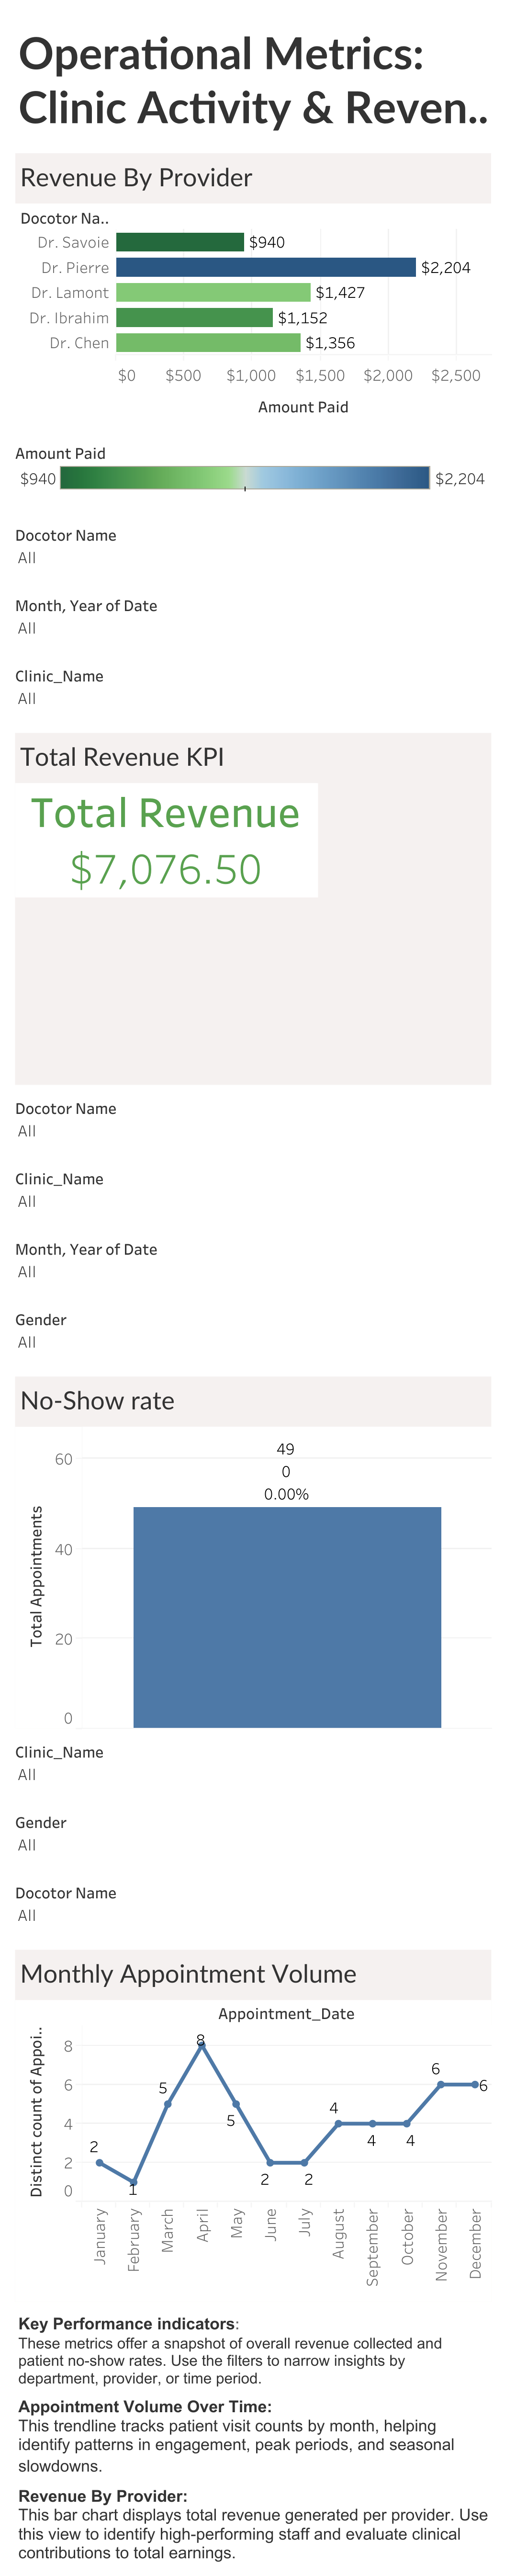 Operational Metrics:
Clinic Activity & Reven..
Revenue By Provider
Docotor Na..
Dr. Savoie
$940
Dr. Pierre
$2,204
Dr. Lamont
$1,427
Dr. Ibrahim
$1,152
Dr. Chen
$1,356
$0 $500 $1,000 $1,500 $2,000 $2,500
Amount Paid
Amount Paid
$940 $2,204
Docotor Name
All
Month, Year of Date
All
Clinic_Name
All
Total Revenue KPI
Total Revenue
$7,076.50
Docotor Name
All
Clinic_Name
All
Month, Year of Date
All
Gender
All
No-Show rate
49
0
0.00%
60
40
20
0
Total Appointments
Clinic_Name
All
Gender
All
Docotor Name
All
Monthly Appointment Volume
Appointment_Date
Distinct count of Appoi..
8
6
4
2
0
2
1
5
8
5
2
2
4
4
4
6
6
January
February
March
April
May
June
July
August
September
October
November
December
Key Performance indicators:
These metrics offer a snapshot of overall revenue collected and
patient no-show rates. Use the filters to narrow insights by
department, provider, or time period.
Appointment Volume Over Time:
This trendline tracks patient visit counts by month, helping
identify patterns in engagement, peak periods, and seasonal
slowdowns.
Revenue By Provider:
This bar chart displays total revenue generated per provider. Use
this view to identify high-performing staff and evaluate clinical
contributions to total earnings.